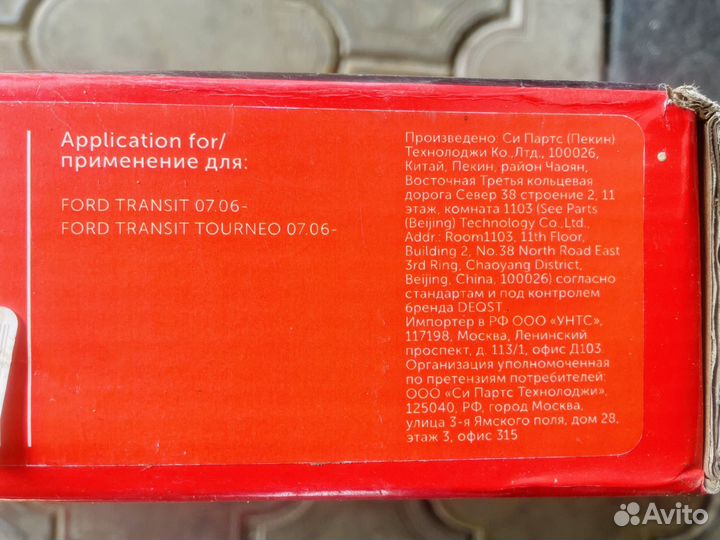 Application for/
применение для:
FORD TRANSIT 07.06-
FORD TRANSIT TOURNEO 07.06-
Произведено: Си Партс (Пекин)
Технолоджи Ко.,Лтд., 100026,
Китай, Пекин, район Чаоян,
Восточная Третья кольцевая
дорога Север 38 строение 2, 11
этаж, комната 1103 (See Parts
(Beijing) Technology Co.,Ltd.,
Addr.: Room1103, 11th Floor,
Building 2, No.38 North Road East
3rd Ring, Chaoyang District,
Beijing, China, 100026) согласно
стандартам и под контролем
бренда DEQST.
Импортер в РФ ООО «УНТС»,
117198, Москва, Ленинский
проспект, д. 113/1, офис Д103
Организация уполномоченная
по претензиям потребителей:
ООО «Си Партс Технолоджи»,
125040, РФ, город Москва,
улица 3-я Ямского поля, дом 28,
этаж 3, офис 315
Avito